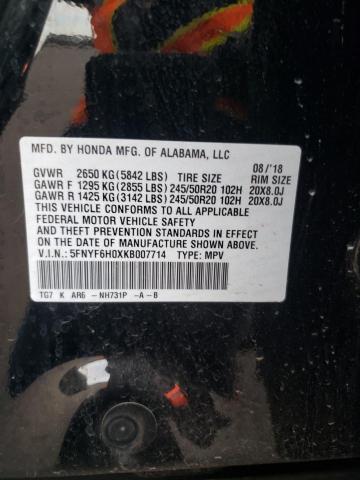 MFD. BY HONDA MFG. OF ALABAMA, LLC 08/'18
GVWR 2650 KG (5842 LBS) TIRE SIZE RIM SIZE
GAWR F 1295 KG (2855 LBS) 245/50R20 102H 20X8.0J
GAWR R 1425 KG (3142 LBS) 245/50R20 102H 20X8.0J
THIS VEHICLE CONFORMS TO ALL APPLICABLE
FEDERAL MOTOR VEHICLE SAFETY
AND THEFT PREVENTION STANDARDS IN EFFECT
ON THE DATE OF MANUFACTURE SHOWN ABOVE.
V.I.N.: 5FNYF6H0XKB007714 TYPE: MPV
TG7 K AR6 -NH731P -A-B